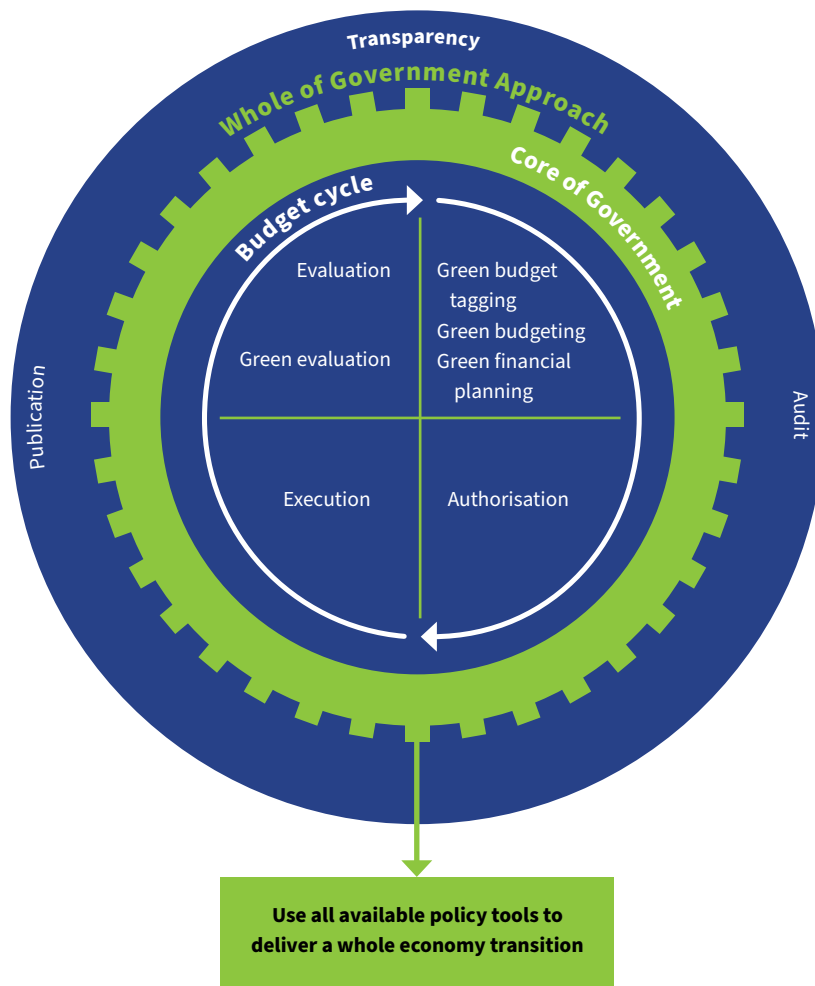 Transparency
Whole of Government Approach
Core of Government
Budget cycle
Evaluation
Green evaluation
Green budget
tagging
Green budgeting
Green financial
planning
Execution
Authorisation
Publication
Audit
Use all available policy tools to
deliver a whole economy transition